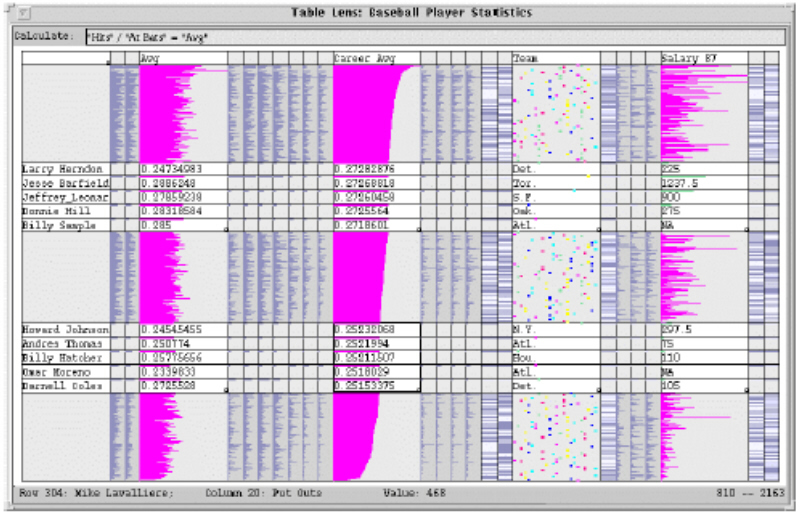 Table Lens: Baseball Player Statistics
Calculate: "Hits" / "At Bats" = "Avg"
Avg Career Avg Team Salary 87
Larry Herndon 0.24734983 0.27282876 Det. 225
Jesse Barfield 0.2886248 0.27268818 Tor. 1237.5
Jeffrey_Leonar 0.27859238 0.27260458 S.F. 900
Donnie Hill 0.28318584 0.2725564 Oak. 275
Billy Sample 0.285 0.2718601 Atl. NA
Howard Johnson 0.24545455 0.25232068 N.Y. 297.5
Andres Thomas 0.250774 0.2521994 Atl. 75
Billy Hatcher 0.25775656 0.25211507 Hou. 110
Omar Moreno 0.2339833 0.2518029 Atl. NA
Darnell Coles 0.2725528 0.25153375 Det. 105
Row 304: Mike Lavalliere; Column 20: Put Outs Value: 468 810 -- 2163